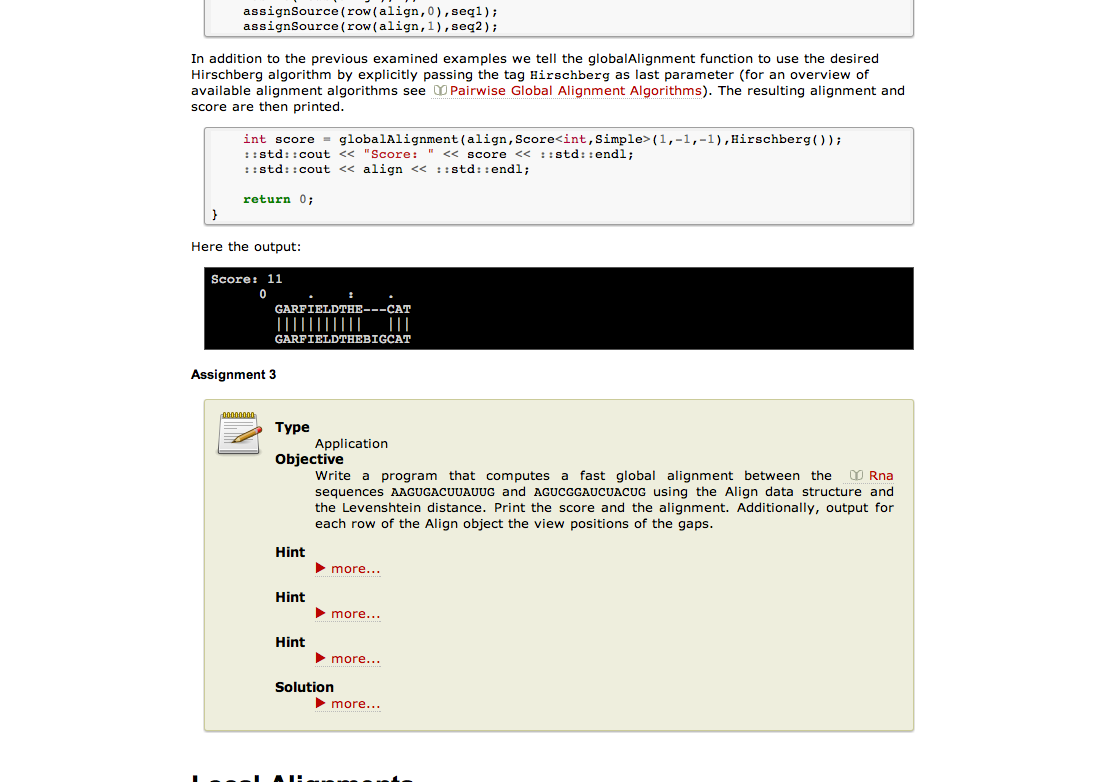 assignSource(row(align,0),seq1);
assignSource(row(align,1),seq2);
In addition to the previous examined examples we tell the globalAlignment function to use the desired
Hirschberg algorithm by explicitly passing the tag Hirschberg as last parameter (for an overview of
available alignment algorithms see Pairwise Global Alignment Algorithms). The resulting alignment and
score are then printed.
int score = globalAlignment(align,Score<int,Simple>(1,-1,-1),Hirschberg());
::std::cout << "Score: " << score << ::std::endl;
::std::cout << align << ::std::endl;
return 0;
}
Here the output:
Score: 11
0 . : .
GARFIELDTHE---CAT
||||||||||| |||
GARFIELDTHEBIGCAT
Assignment 3
Type
Application
Objective
Write a program that computes a fast global alignment between the Rna
sequences AAGUGACUUAUUG and AGUCGGAUCUACUG using the Align data structure and
the Levenshtein distance. Print the score and the alignment. Additionally, output for
each row of the Align object the view positions of the gaps.
Hint
more...
Hint
more...
Hint
more...
Solution
more...
Local Alignments